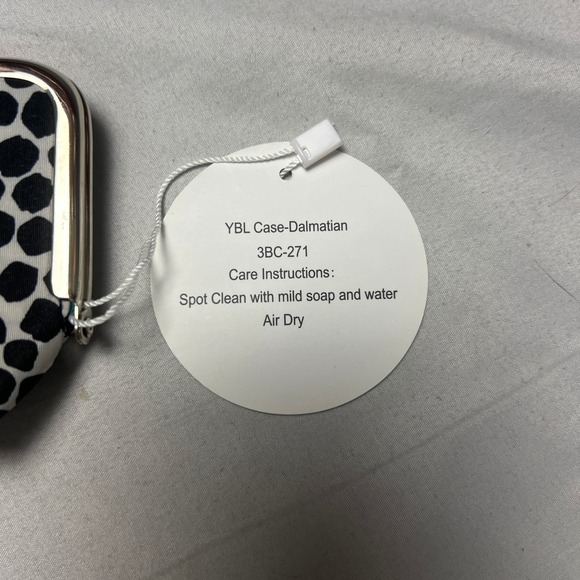 YBL Case-Dalmatian
3BC-271
Care Instructions:
Spot Clean with mild soap and water
Air Dry